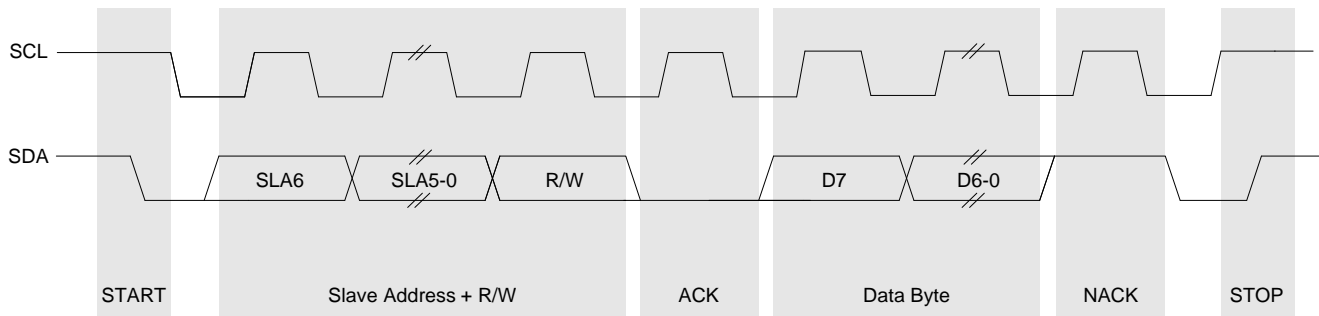 SCL
SDA
SLA6 SLA5-0 R/W D7 D6-0
START Slave Address + R/W ACK Data Byte NACK STOP